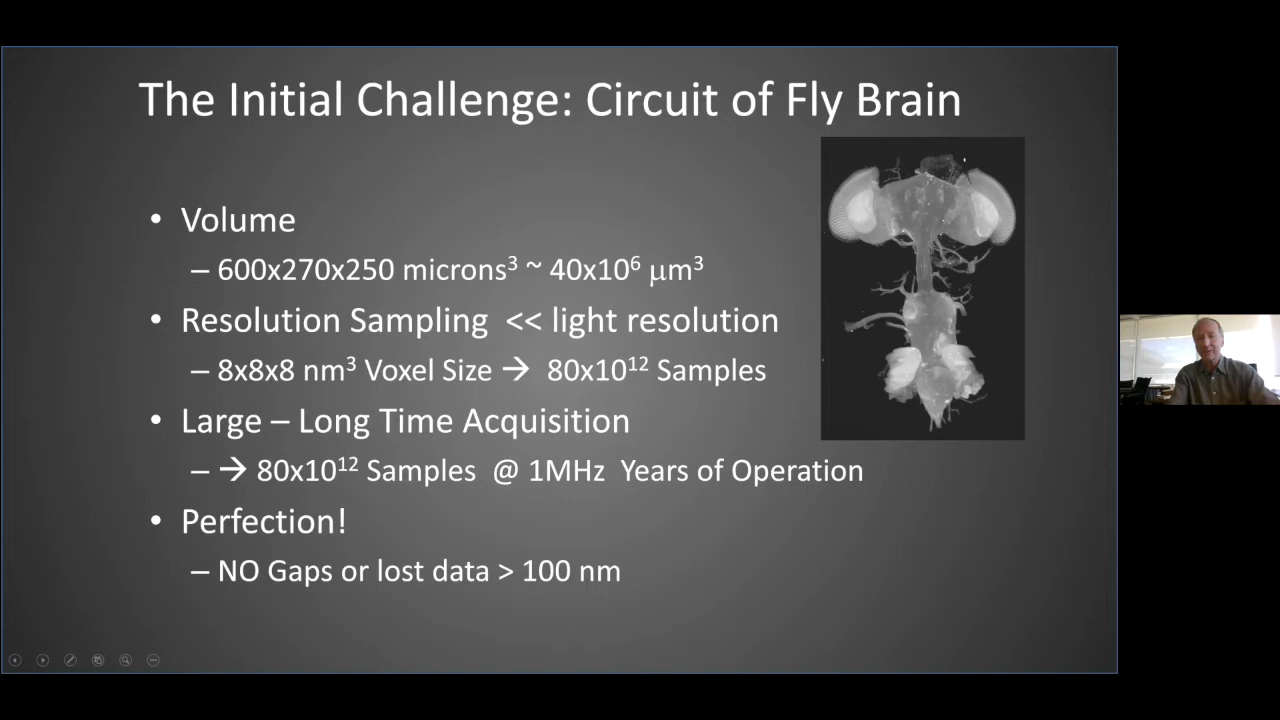 The Initial Challenge: Circuit of Fly Brain
• Volume
– 600x270x250 microns³ ~ 40x10⁶ μm³
• Resolution Sampling << light resolution
– 8x8x8 nm³ Voxel Size → 80x10¹² Samples
• Large – Long Time Acquisition
– → 80x10¹² Samples @ 1MHz Years of Operation
• Perfection!
– NO Gaps or lost data > 100 nm